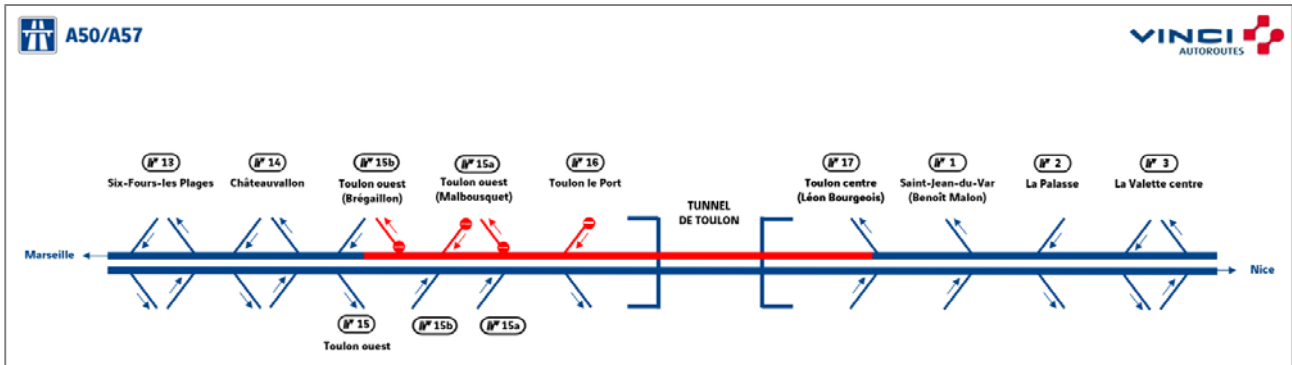 A50/A57
VINCI
AUTOROUTES
13
14
15b
15a
16
17
1
2
3
Six-Fours-les Plages
Châteauvallon
Toulon ouest
(Brégaillon)
Toulon ouest
(Malbousquet)
Toulon le Port
Toulon centre
(Léon Bourgeois)
Saint-Jean-du-Var
(Benoît Malon)
La Palasse
La Valette centre
TUNNEL
DE TOULON
Marseille
Nice
15
15b
15a
Toulon ouest